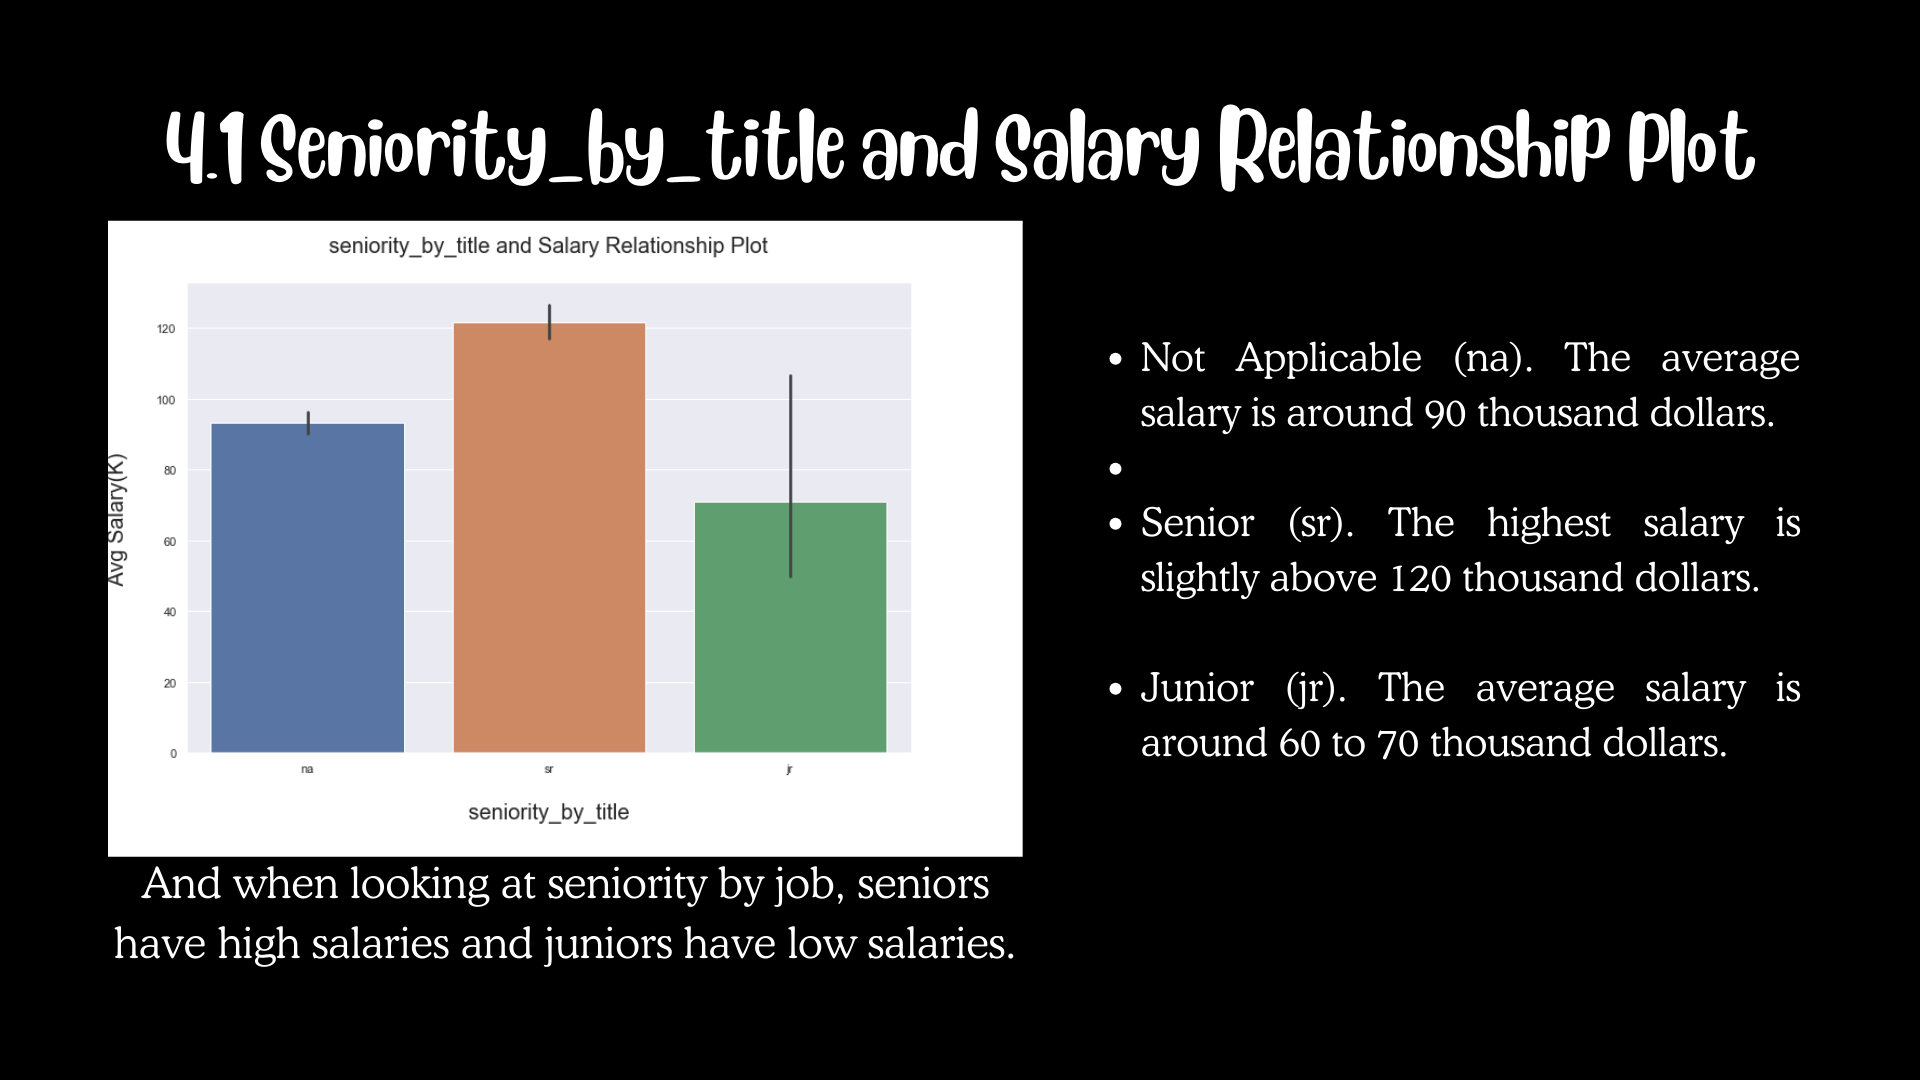 4.1 Seniority_by_title and Salary Relationship Plot
seniority_by_title and Salary Relationship Plot
Avg Salary(K)
120
100
80
60
40
20
0
na
sr
jr
seniority_by_title
And when looking at seniority by job, seniors
have high salaries and juniors have low salaries.
• Not Applicable (na). The average
salary is around 90 thousand dollars.
•
• Senior (sr). The highest salary is
slightly above 120 thousand dollars.
• Junior (jr). The average salary is
around 60 to 70 thousand dollars.